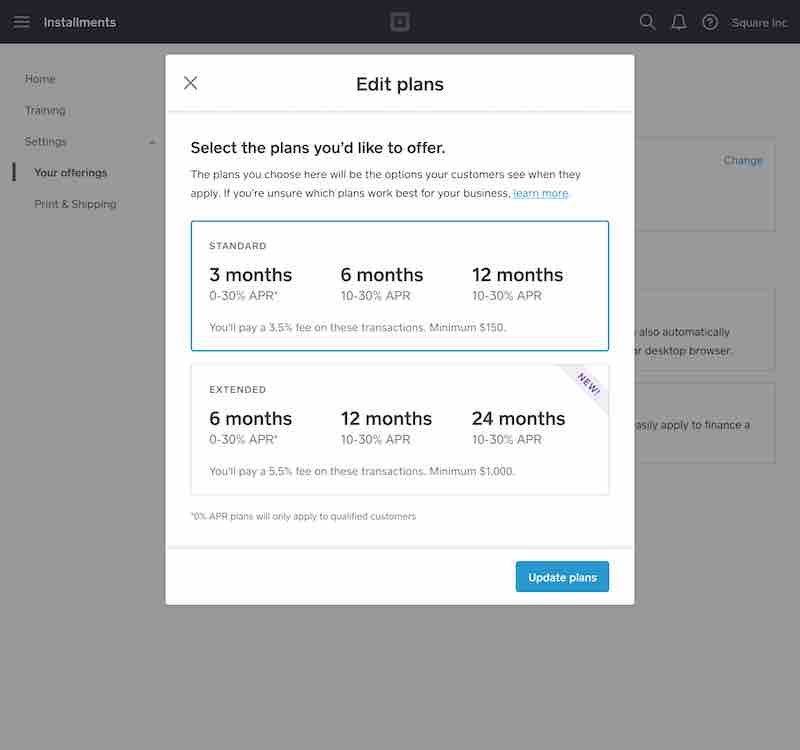 Installments
Square Inc
Home
Training
Settings
Your offerings
Print & Shipping
Change
also automatically
r desktop browser.
easily apply to finance a
Edit plans
Select the plans you'd like to offer.
The plans you choose here will be the options your customers see when they
apply. If you're unsure which plans work best for your business, learn more.
STANDARD
3 months 6 months 12 months
0-30% APR* 10-30% APR 10-30% APR
You'll pay a 3.5% fee on these transactions. Minimum $150.
NEW!
EXTENDED
6 months 12 months 24 months
0-30% APR* 10-30% APR 10-30% APR
You'll pay a 5.5% fee on these transactions. Minimum $1,000.
*0% APR plans will only apply to qualified customers
Update plans